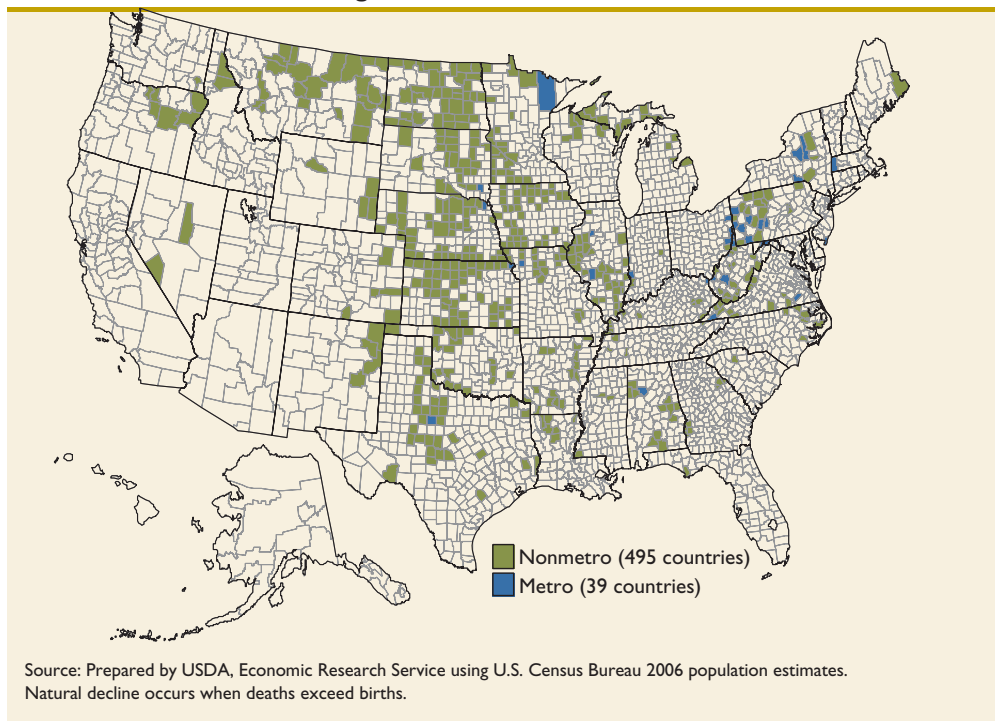 Nonmetro (495 countries)
Metro (39 countries)
Source: Prepared by USDA, Economic Research Service using U.S. Census Bureau 2006 population estimates.
Natural decline occurs when deaths exceed births.